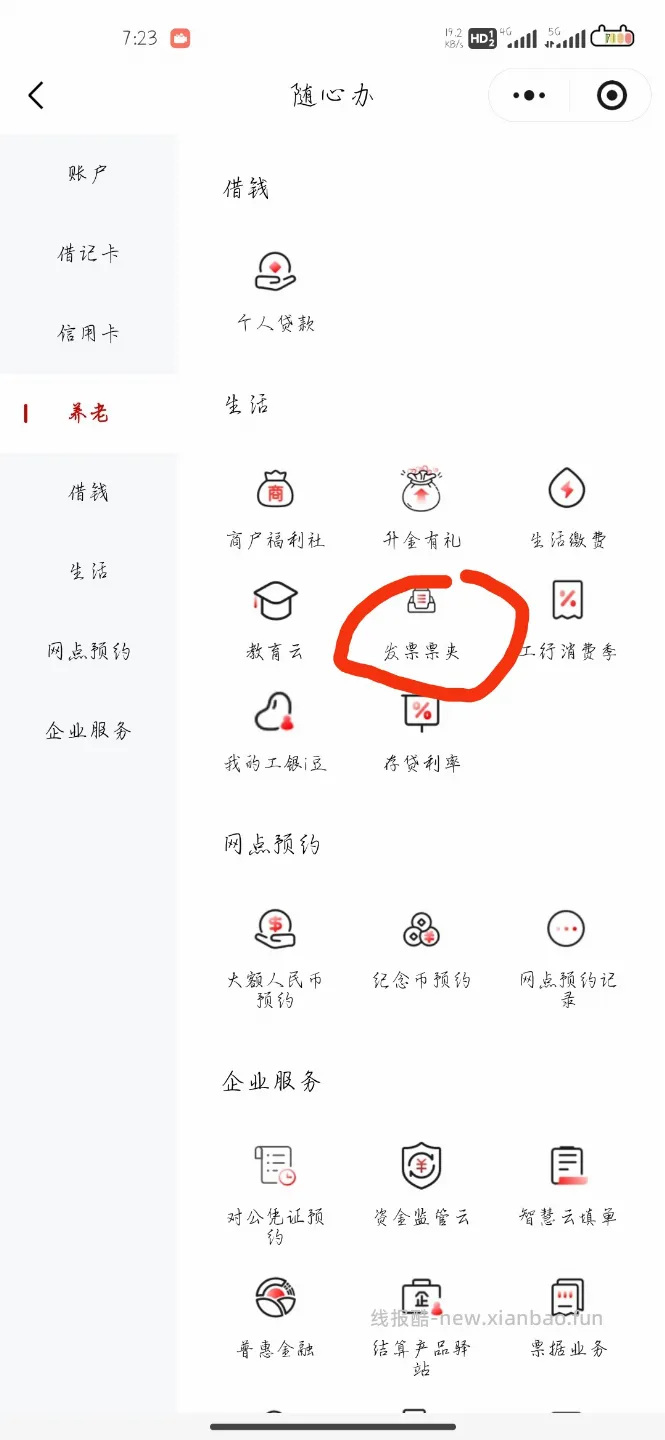 7:23
19.2 KB/s HD 1 2 4G 5G
随心办
账户
借记卡
信用卡
养老
借钱
生活
网点预约
企业服务
借钱
个人贷款
生活
商
商户福利社 升金有礼 生活缴费
教育云 发票票夹 工行消费季
我的工银i豆 存贷利率
网点预约
大额人民币 纪念币预约 网点预约记
预约 录
企业服务
对公凭证预 资金监管云 智慧云填单
约
企
线报酷-new.xianbao.fun
普惠金融 结算产品驿 票据业务
站